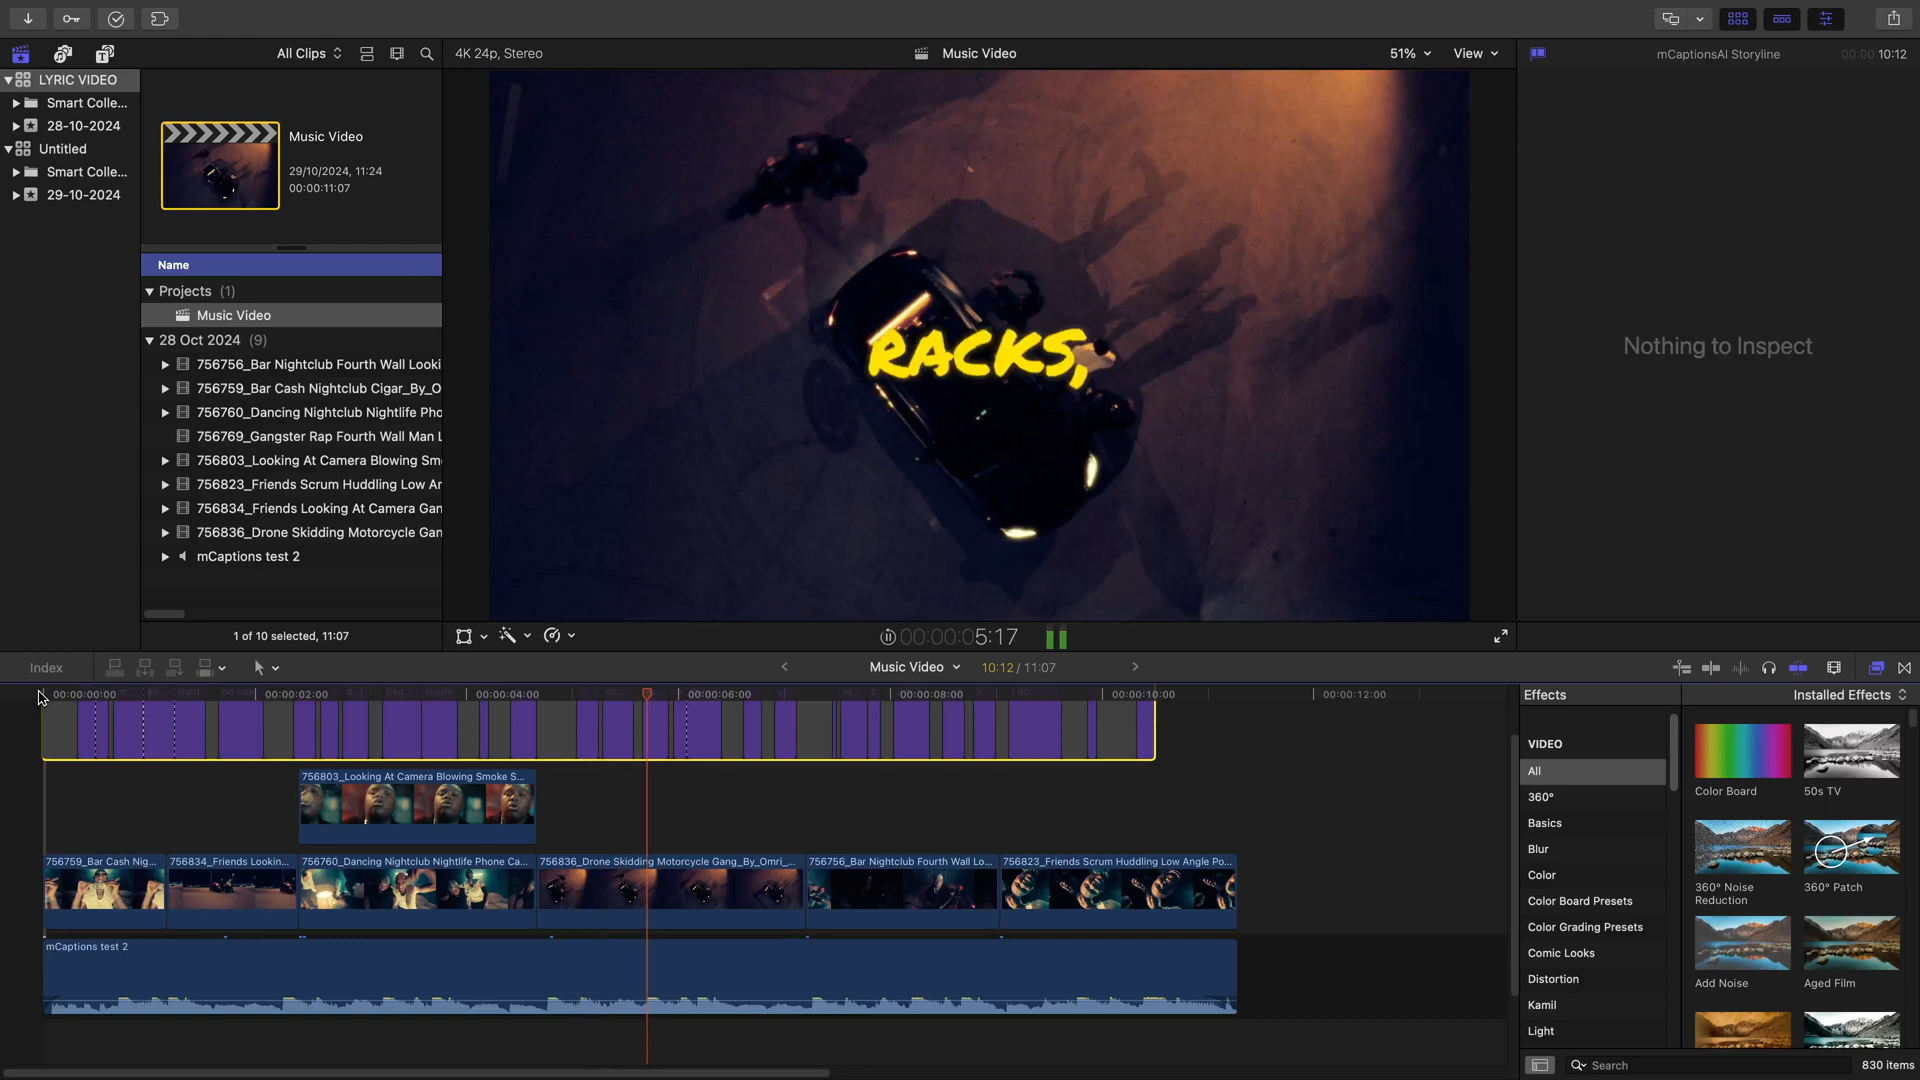 All Clips
4K 24p, Stereo
Music Video
51%
View
mCaptionsAI Storyline
00:00:10:12
LYRIC VIDEO
Smart Colle...
28-10-2024
Untitled
Smart Colle...
29-10-2024
Music Video
29/10/2024, 11:24
00:00:11:07
Name
Projects (1)
Music Video
28 Oct 2024 (9)
756756_Bar Nightclub Fourth Wall Looki
756759_Bar Cash Nightclub Cigar_By_O
756760_Dancing Nightclub Nightlife Pho
756769_Gangster Rap Fourth Wall Man L
756803_Looking At Camera Blowing Sm
756823_Friends Scrum Huddling Low Ar
756834_Friends Looking At Camera Gan
756836_Drone Skidding Motorcycle Gan
mCaptions test 2
1 of 10 selected, 11:07
RACKS,
Nothing to Inspect
00:00:05:17
Index
Music Video
10:12 / 11:07
00:00:00:00
00:00:02:00
00:00:04:00
00:00:06:00
00:00:08:00
00:00:10:00
00:00:12:00
756803_Looking At Camera Blowing Smoke S...
756759_Bar Cash Nig...
756834_Friends Lookin...
756760_Dancing Nightclub Nightlife Phone Ca...
756836_Drone Skidding Motorcycle Gang_By_Omri_...
756756_Bar Nightclub Fourth Wall Lo...
756823_Friends Scrum Huddling Low Angle Po...
mCaptions test 2
Effects
Installed Effects
VIDEO
All
360°
Basics
Blur
Color
Color Board Presets
Color Grading Presets
Comic Looks
Distortion
Kamil
Light
Color Board
50s TV
360° Noise
Reduction
360° Patch
Add Noise
Aged Film
Search
830 items